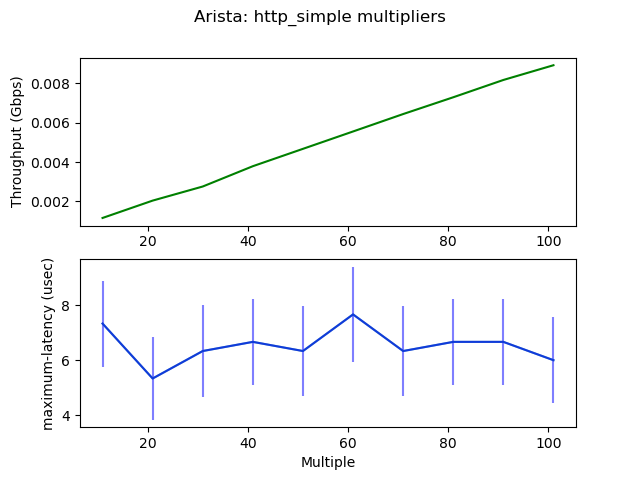 Arista: http_simple multipliers
Throughput (Gbps)
0.008
0.006
0.004
0.002
20 40 60 80 100
maximum-latency (usec)
8
6
4
20 40 60 80 100
Multiple